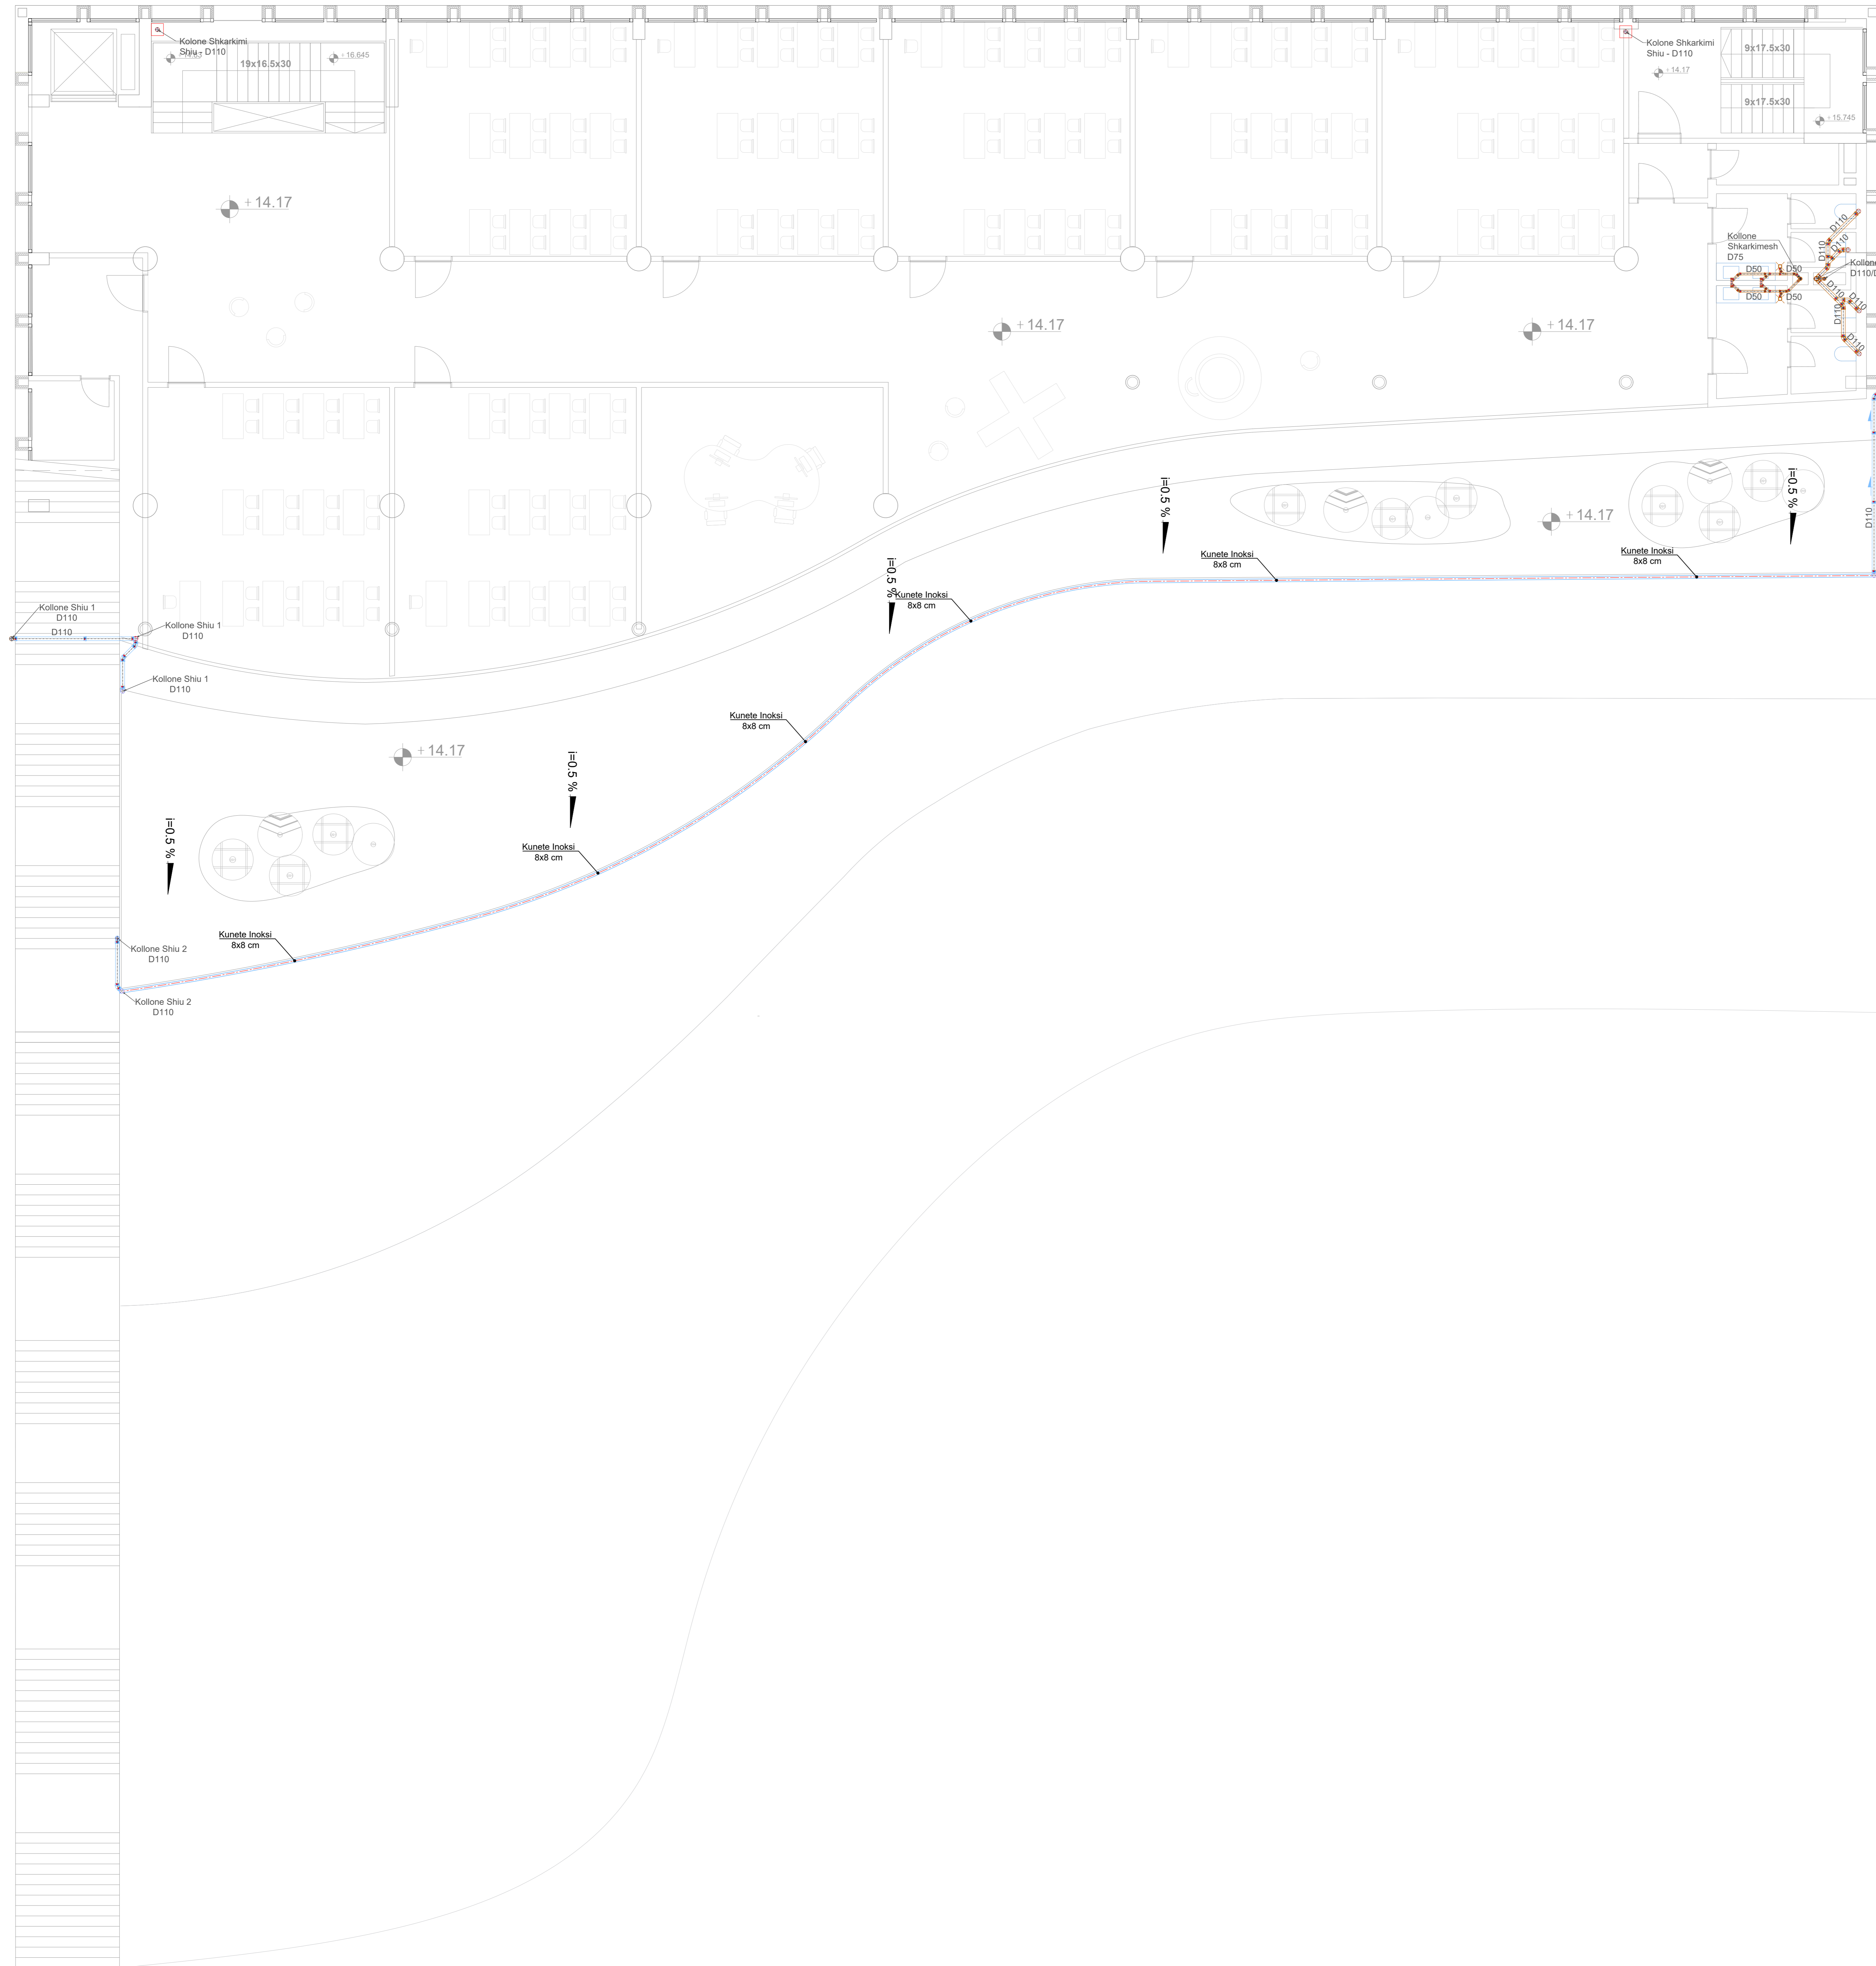 Kolone Shkarkimi
Shiu - D110
+16.645
19x16.5x30
Kolone Shkarkimi
Shiu - D110
+14.17
9x17.5x30
9x17.5x30
+15.745
+14.17
D110
D110
D110
Kollone
Shkarkimesh
D75
D50
D50
D50
D50
D110
D110
D110
+14.17
+14.17
i=0.5 %
i=0.5 %
+14.17
D110
Kunete Inoksi
8x8 cm
Kunete Inoksi
8x8 cm
i=0.5 %
Kunete Inoksi
8x8 cm
Kollone Shiu 1
D110
D110
Kollone Shiu 1
D110
Kollone Shiu 1
D110
Kunete Inoksi
8x8 cm
+14.17
i=0.5 %
i=0.5 %
Kunete Inoksi
8x8 cm
Kunete Inoksi
8x8 cm
Kollone Shiu 2
D110
Kollone Shiu 2
D110